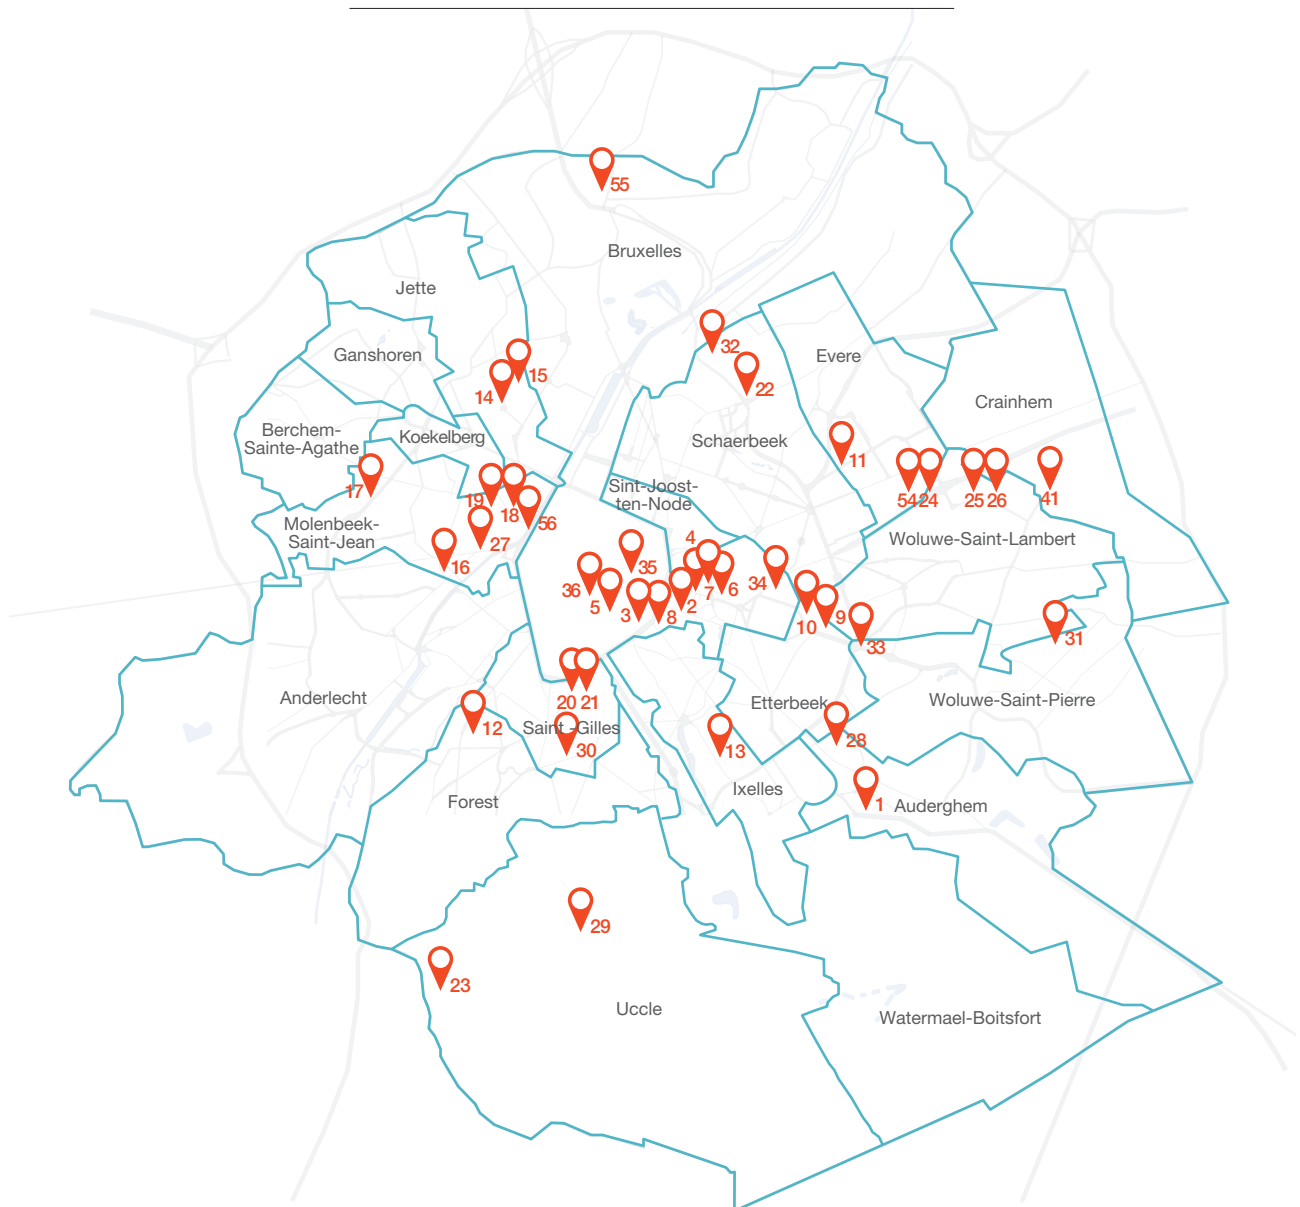 55
Bruxelles
Jette
Ganshoren
Evere
32
15
14
22
Crainhem
Berchem-
Sainte-Agathe
Koekelberg
Schaerbeek
11
17
19
18
56
Sint-Joost-
ten-Node
54
24
25
26
41
Molenbeek-
Saint-Jean
27
16
Woluwe-Saint-Lambert
4
35
36
5
3
8
2
7
6
34
10
9
33
31
Anderlecht
20
21
12
Saint -Gilles
30
Etterbeek
Woluwe-Saint-Pierre
13
28
Forest
Ixelles
1
Auderghem
29
23
Uccle
Watermael-Boitsfort